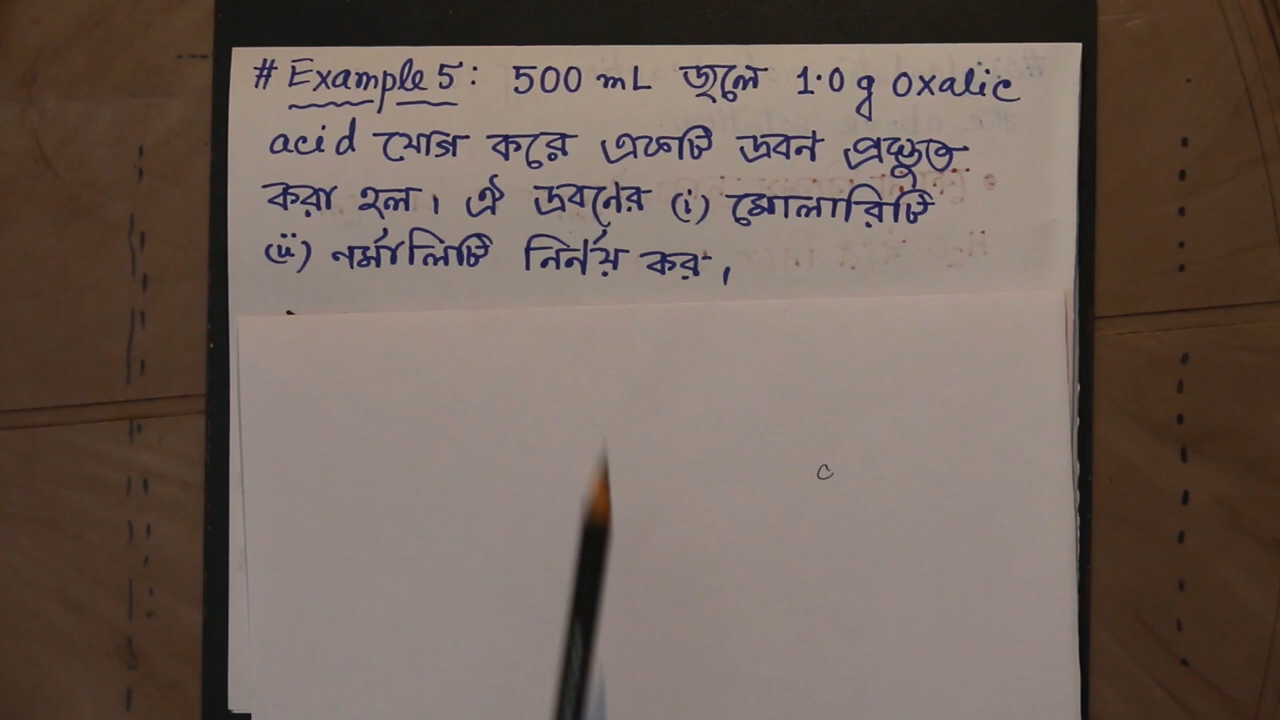 # Example 5: 500 mL জলে 1.0 g oxalic
acid যোগ করে একটি দ্রবন প্রস্তুত
করা হল। ঐ দ্রবনের (i) মোলারিটি
(ii) নর্মালিটি নির্নয় কর।
c